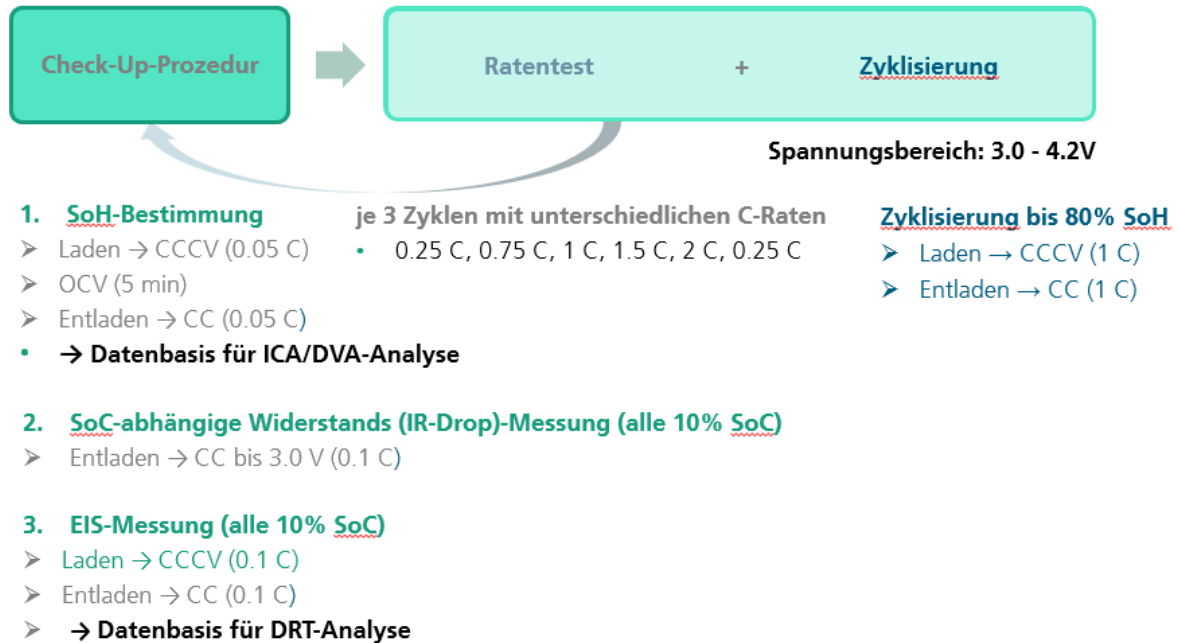 Check-Up-Prozedur
Ratentest + Zyklisierung
Spannungsbereich: 3.0 - 4.2V
1. SoH-Bestimmung
➢ Laden → CCCV (0.05 C)
➢ OCV (5 min)
➢ Entladen → CC (0.05 C)
• → Datenbasis für ICA/DVA-Analyse
je 3 Zyklen mit unterschiedlichen C-Raten
• 0.25 C, 0.75 C, 1 C, 1.5 C, 2 C, 0.25 C
Zyklisierung bis 80% SoH
➢ Laden → CCCV (1 C)
➢ Entladen → CC (1 C)
2. SoC-abhängige Widerstands (IR-Drop)-Messung (alle 10% SoC)
➢ Entladen → CC bis 3.0 V (0.1 C)
3. EIS-Messung (alle 10% SoC)
➢ Laden → CCCV (0.1 C)
➢ Entladen → CC (0.1 C)
➢ → Datenbasis für DRT-Analyse